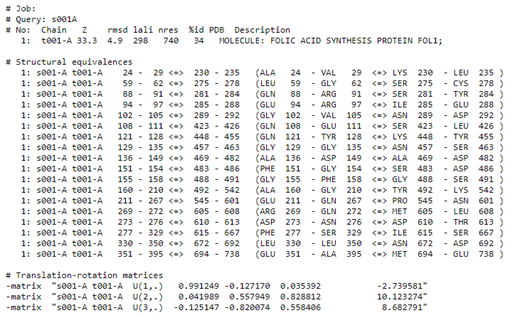 # Job:
# Query: s001A
# No:  Chain   Z    rmsd lali nres  %id PDB  Description
   1:  t001-A 33.3  4.9  298   740   34   MOLECULE: FOLIC ACID SYNTHESIS PROTEIN FOL1;
# Structural equivalences
   1: s001-A t001-A    24 -  29 <=>  230 - 235   (ALA   24  - VAL   29  <=> LYS  230  - LEU  235 )
   1: s001-A t001-A    59 -  62 <=>  275 - 278   (LEU   59  - GLY   62  <=> SER  275  - CYS  278 )
   1: s001-A t001-A    88 -  91 <=>  281 - 284   (GLN   88  - ARG   91  <=> SER  281  - TYR  284 )
   1: s001-A t001-A    94 -  97 <=>  285 - 288   (GLU   94  - ARG   97  <=> ILE  285  - GLU  288 )
   1: s001-A t001-A   102 - 105 <=>  289 - 292   (GLY  102  - VAL  105  <=> ASN  289  - ASP  292 )
   1: s001-A t001-A   108 - 111 <=>  423 - 426   (GLN  108  - GLU  111  <=> SER  423  - LEU  426 )
   1: s001-A t001-A   121 - 128 <=>  448 - 455   (GLN  121  - TYR  128  <=> LYS  448  - TYR  455 )
   1: s001-A t001-A   129 - 135 <=>  457 - 463   (GLY  129  - GLY  135  <=> ASN  457  - SER  463 )
   1: s001-A t001-A   136 - 149 <=>  469 - 482   (ALA  136  - ASP  149  <=> ALA  469  - ASP  482 )
   1: s001-A t001-A   151 - 154 <=>  483 - 486   (PHE  151  - GLY  154  <=> SER  483  - ASP  486 )
   1: s001-A t001-A   155 - 158 <=>  488 - 491   (GLY  155  - PHE  158  <=> GLY  488  - SER  491 )
   1: s001-A t001-A   160 - 210 <=>  492 - 542   (ALA  160  - GLY  210  <=> TYR  492  - LYS  542 )
   1: s001-A t001-A   211 - 267 <=>  545 - 601   (GLU  211  - GLN  267  <=> PRO  545  - ASN  601 )
   1: s001-A t001-A   269 - 272 <=>  605 - 608   (ARG  269  - GLN  272  <=> MET  605  - LEU  608 )
   1: s001-A t001-A   273 - 276 <=>  610 - 613   (ASP  273  - ASN  276  <=> ASP  610  - THR  613 )
   1: s001-A t001-A   277 - 329 <=>  615 - 667   (PHE  277  - SER  329  <=> ILE  615  - SER  667 )
   1: s001-A t001-A   330 - 350 <=>  672 - 692   (LEU  330  - LEU  350  <=> ASN  672  - ASP  692 )
   1: s001-A t001-A   351 - 395 <=>  694 - 738   (GLU  351  - ALA  395  <=> MET  694  - GLU  738 )
# Translation-rotation matrices
-matrix  "s001-A t001-A  U(1,.)   0.991249 -0.127170  0.035392           -2.739581"
-matrix  "s001-A t001-A  U(2,.)   0.041989  0.557949  0.828812           10.123274"
-matrix  "s001-A t001-A  U(3,.)  -0.125147 -0.820074  0.558406            8.682791"